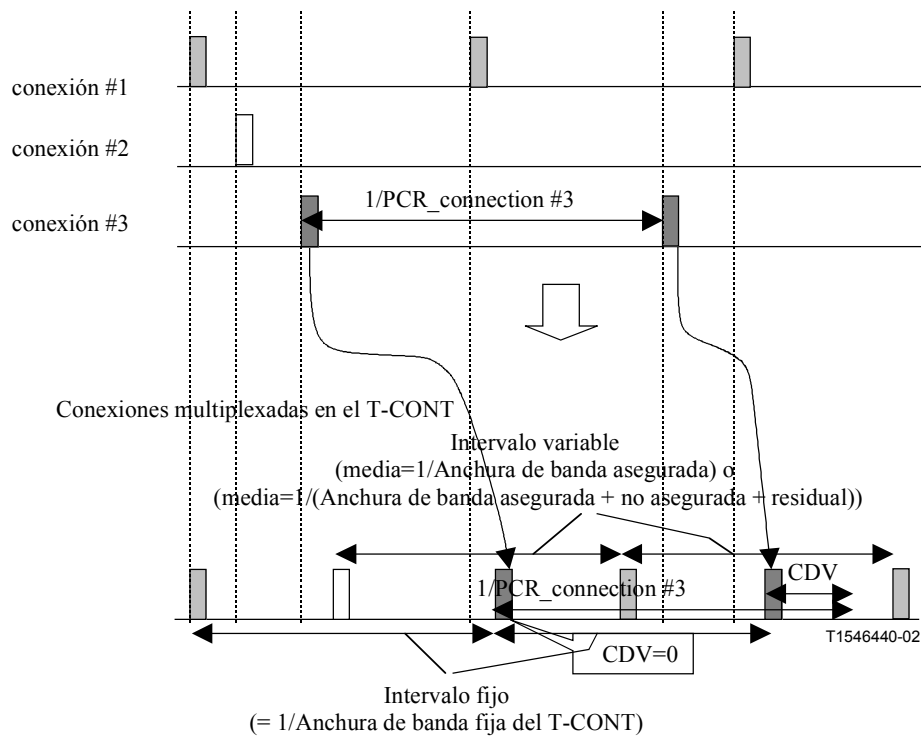 conexión #1
conexión #2
1/PCR_connection #3
conexión #3
Conexiones multiplexadas en el T-CONT
Intervalo variable
(media=1/Anchura de banda asegurada) o
(media=1/(Anchura de banda asegurada + no asegurada + residual))
CDV
1/PCR_connection #3
T1546440-02
CDV=0
Intervalo fijo
(= 1/Anchura de banda fija del T-CONT)